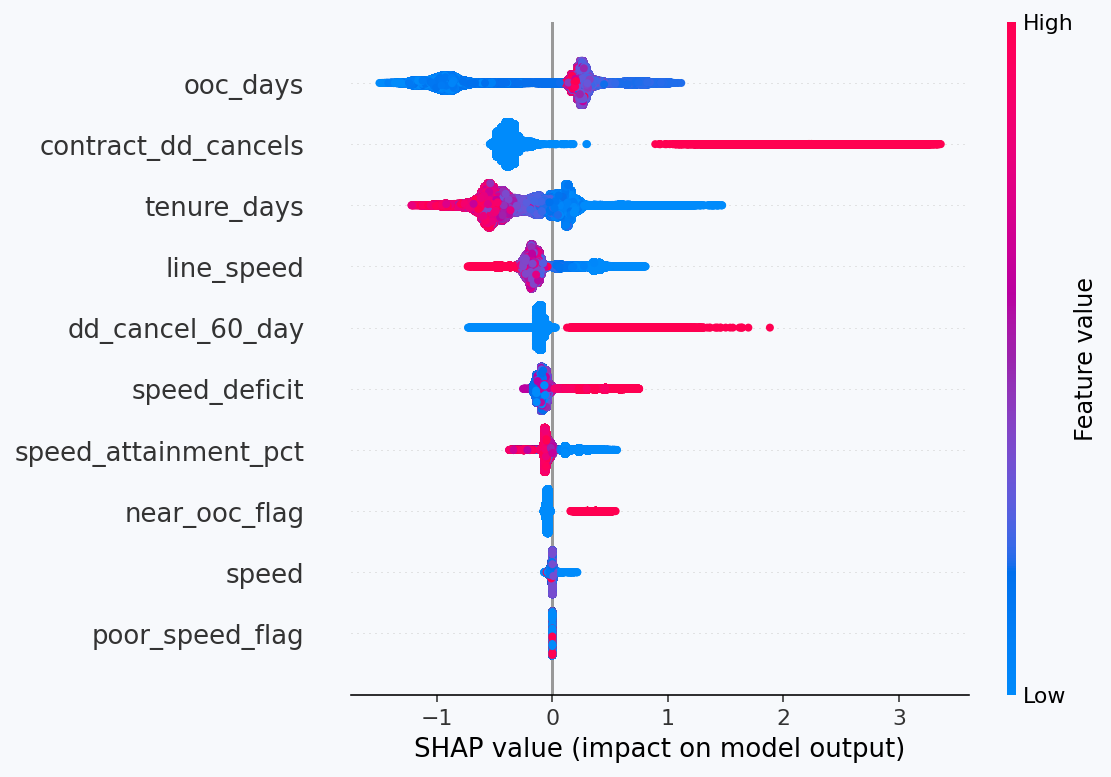 High
ooc_days
contract_dd_cancels
tenure_days
line_speed
dd_cancel_60_day
speed_deficit
speed_attainment_pct
near_ooc_flag
speed
poor_speed_flag
Feature value
Low
−1 0 1 2 3
SHAP value (impact on model output)